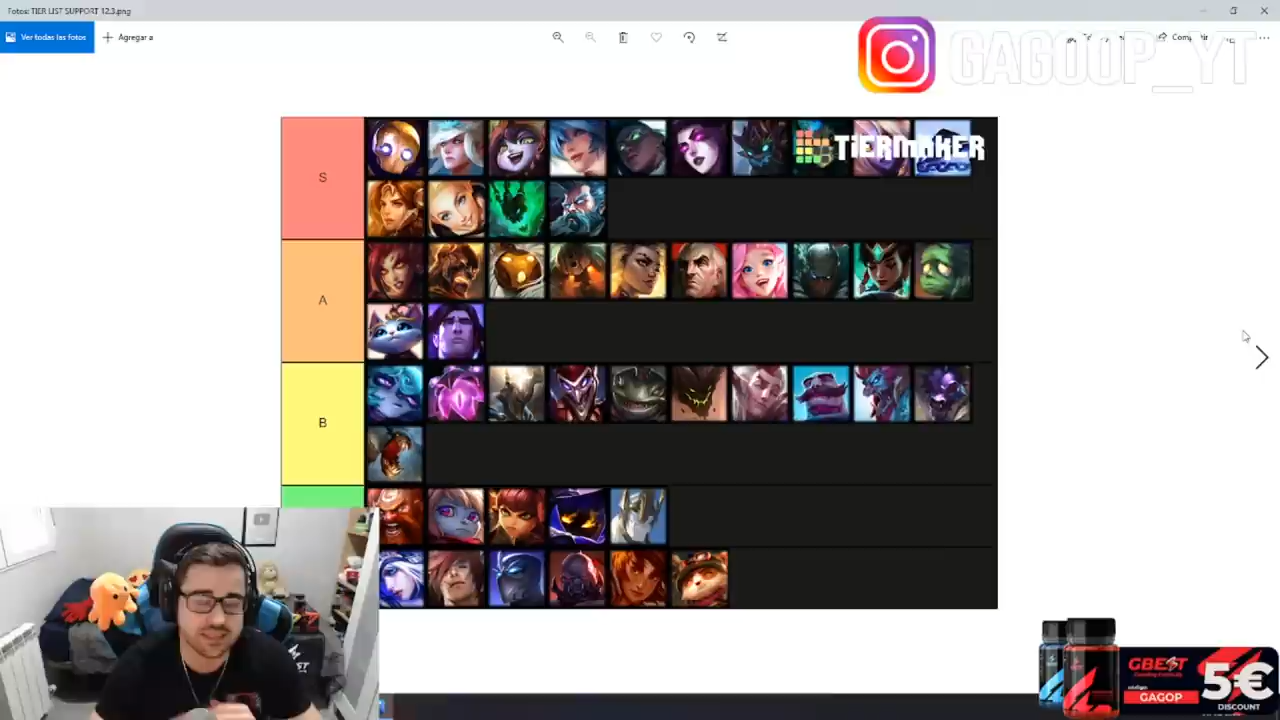 Fotos: TIER LIST SUPPORT 12.3.png
Ver todas las fotos
Agregar a
GAGOOP_YT
TiERMAKER
S
A
B
GBEST
GAGOP
5€
DISCOUNT